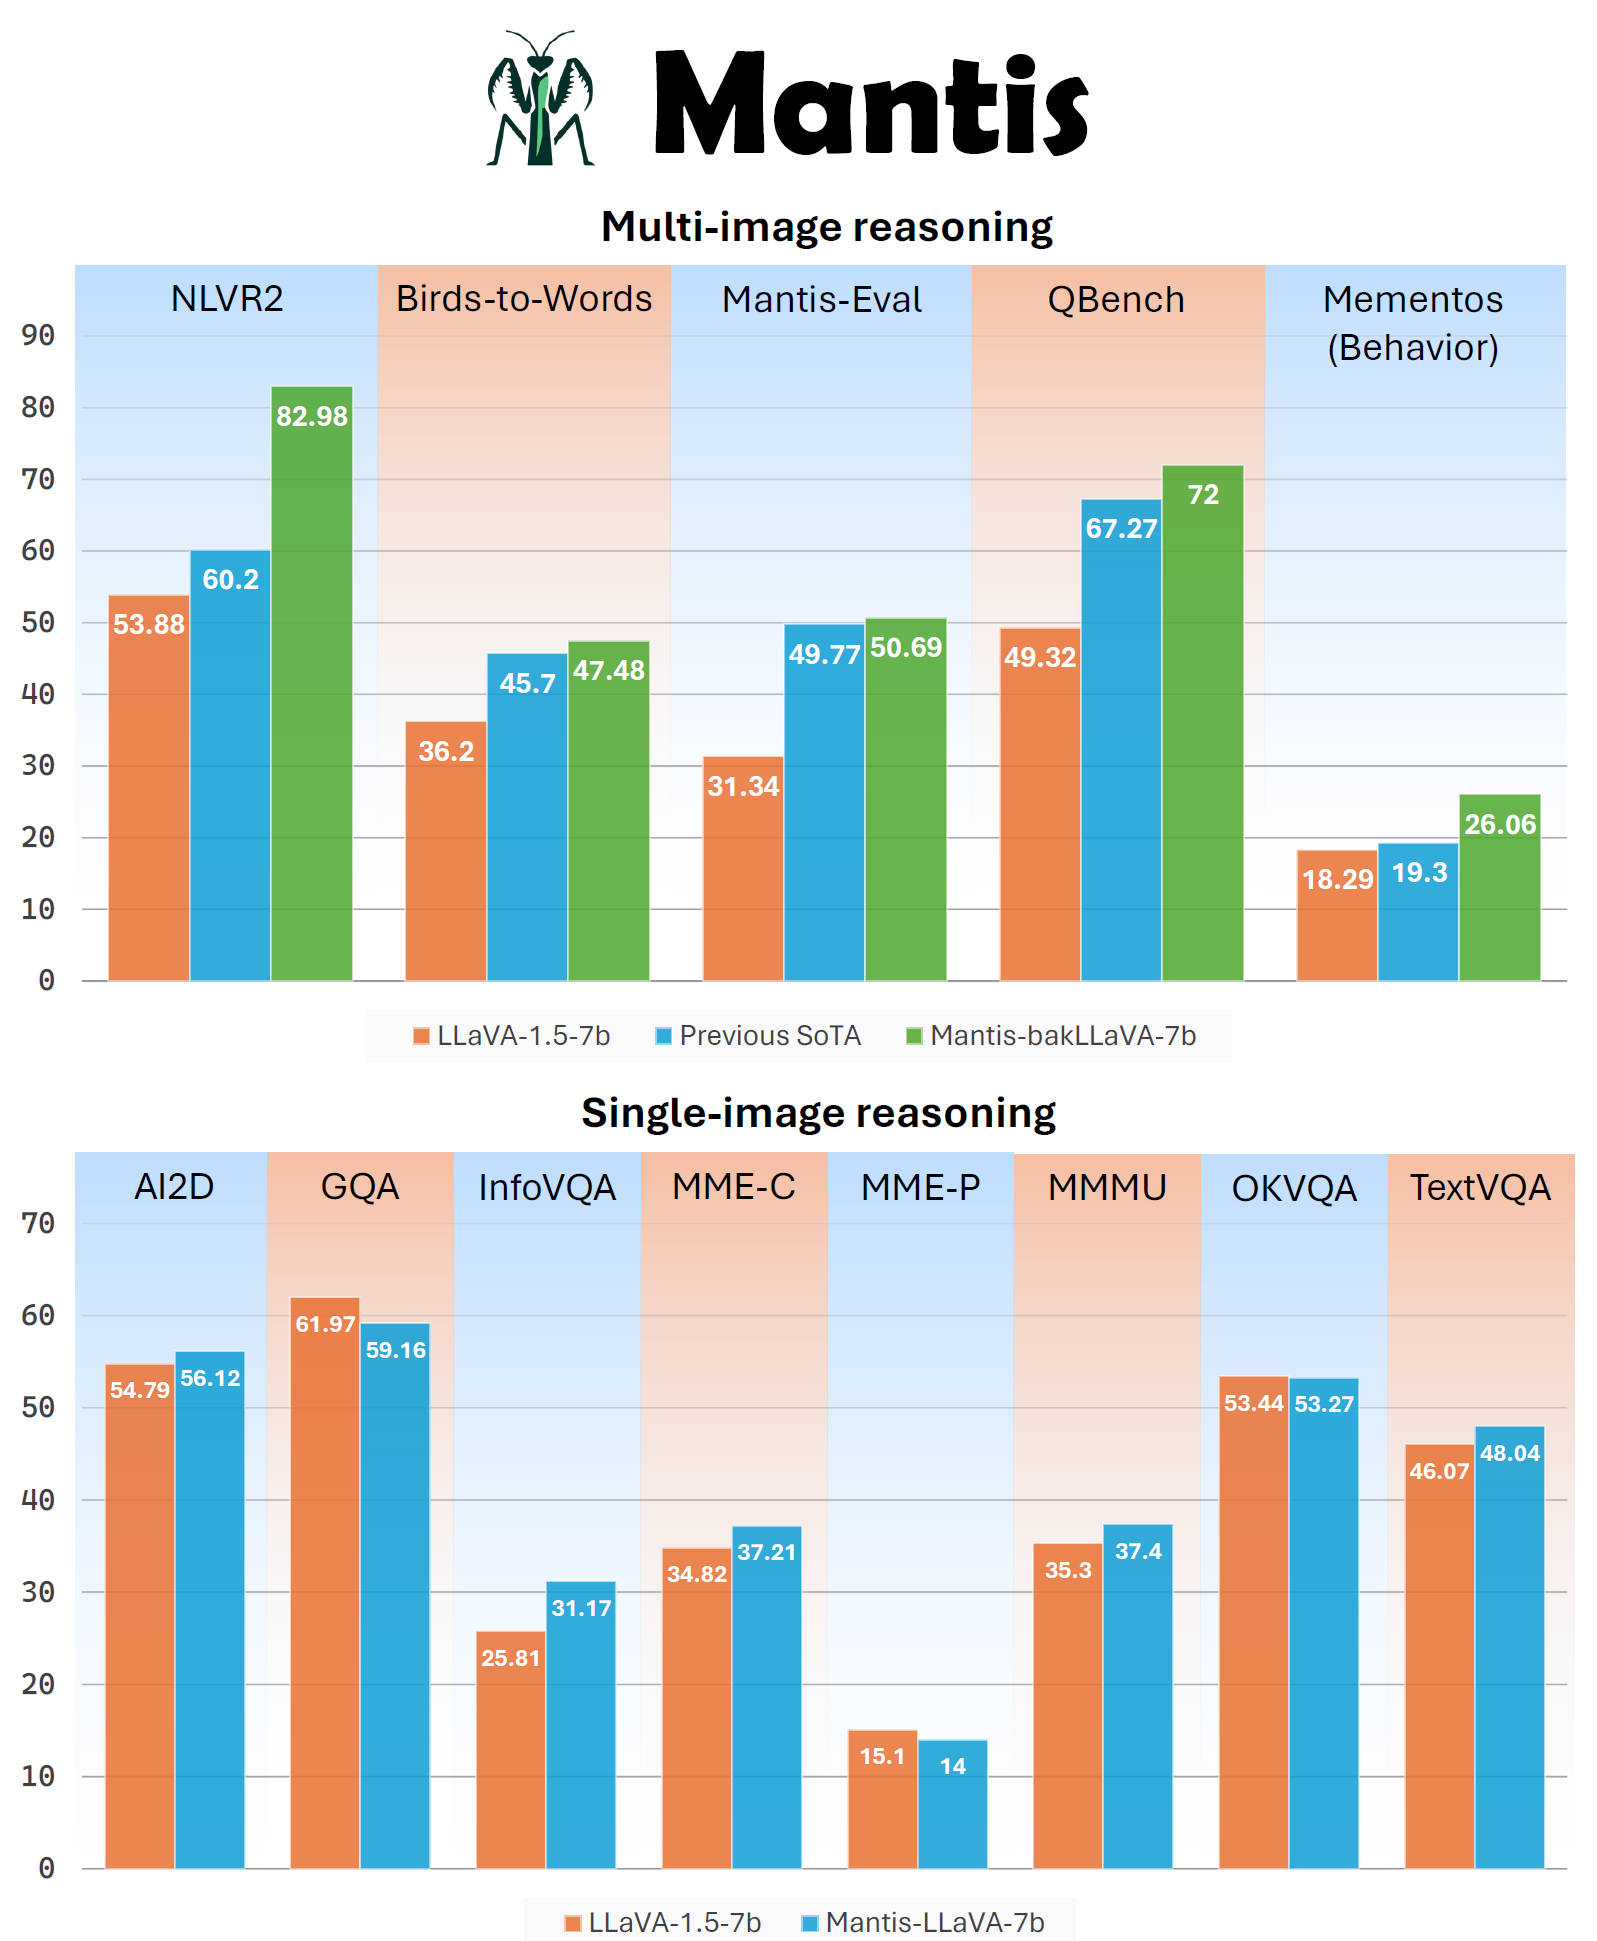 Mantis
Multi-image reasoning
NLVR2 Birds-to-Words Mantis-Eval QBench Mementos
(Behavior)
90
80
70
60
50
40
30
20
10
0
53.88 60.2 82.98
36.2 45.7 47.48
31.34 49.77 50.69
49.32 67.27 72
18.29 19.3 26.06
LLaVA-1.5-7b Previous SoTA Mantis-bakLLaVA-7b
Single-image reasoning
AI2D GQA InfoVQA MME-C MME-P MMMU OKVQA TextVQA
70
60
50
40
30
20
10
0
54.79 56.12
61.97 59.16
25.81 31.17
34.82 37.21
15.1 14
35.3 37.4
53.44 53.27
46.07 48.04
LLaVA-1.5-7b Mantis-LLaVA-7b